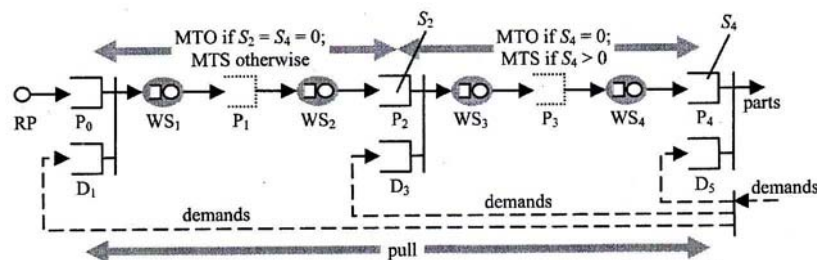 MTO if S₂ = S₄ = 0;
MTS otherwise
S₂
MTO if S₄ = 0;
MTS if S₄ > 0
S₄
RP
P₀
WS₁
P₁
WS₂
P₂
WS₃
P₃
WS₄
P₄
parts
D₁
D₃
D₅
demands
demands
demands
pull